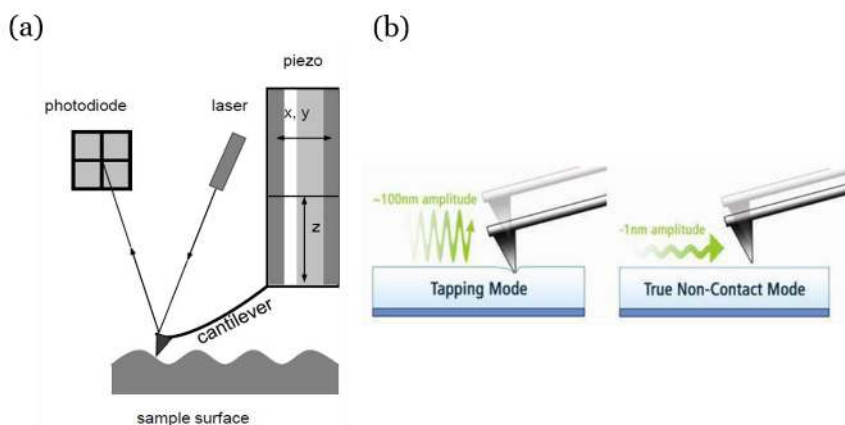 (a)
piezo
photodiode
laser
x, y
z
cantilever
sample surface
(b)
~100nm amplitude
Tapping Mode
-1nm amplitude
True Non-Contact Mode